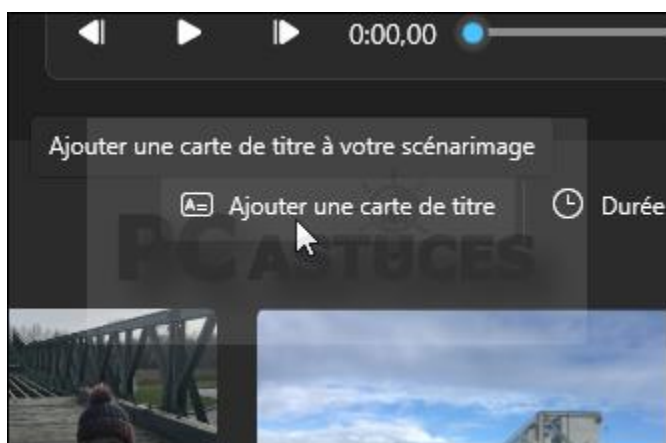 0:00,00
Ajouter une carte de titre à votre scénarimage
Ajouter une carte de titre
Durée
PC ASTUCES